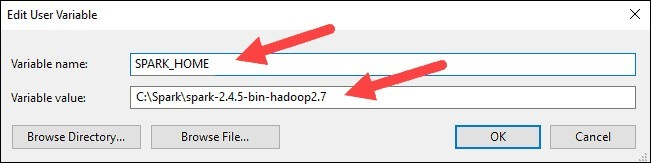 Edit User Variable
Variable name: SPARK_HOME
Variable value: C:\Spark\spark-2.4.5-bin-hadoop2.7
Browse Directory... Browse File... OK Cancel